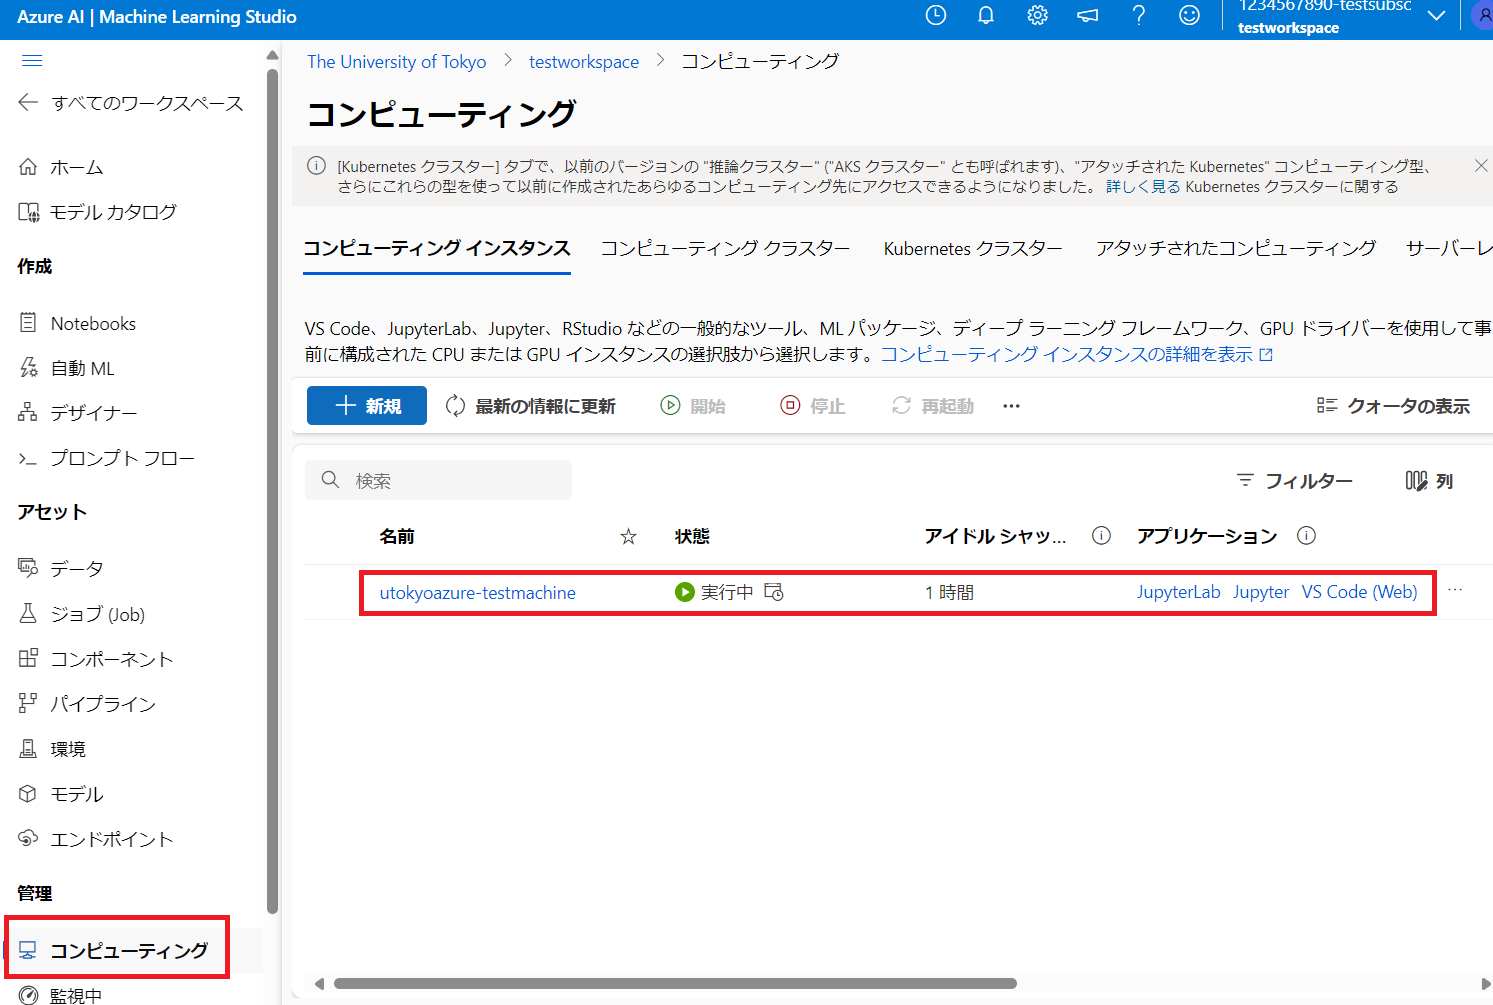 Azure AI | Machine Learning Studio
1234567890-testsubsc
testworkspace
すべてのワークスペース
ホーム
モデル カタログ
作成
Notebooks
自動 ML
デザイナー
プロンプト フロー
アセット
データ
ジョブ (Job)
コンポーネント
パイプライン
環境
モデル
エンドポイント
管理
コンピューティング
監視中
The University of Tokyo > testworkspace > コンピューティング
コンピューティング
[Kubernetes クラスター] タブで、以前のバージョンの "推論クラスター" ("AKS クラスター" とも呼ばれます)、"アタッチされた Kubernetes" コンピューティング型、
さらにこれらの型を使って以前に作成されたあらゆるコンピューティング先にアクセスできるようになりました。 詳しく見る Kubernetes クラスターに関する
コンピューティング インスタンス コンピューティング クラスター Kubernetes クラスター アタッチされたコンピューティング サーバーレ
VS Code、JupyterLab、Jupyter、RStudio などの一般的なツール、ML パッケージ、ディープ ラーニング フレームワーク、GPU ドライバーを使用して事
前に構成された CPU または GPU インスタンスの選択肢から選択します。コンピューティング インスタンスの詳細を表示
新規 最新の情報に更新 開始 停止 再起動 ··· クォータの表示
検索 フィルター 列
名前 状態 アイドル シャッ... アプリケーション
utokyoazure-testmachine 実行中 1 時間 JupyterLab Jupyter VS Code (Web) ···